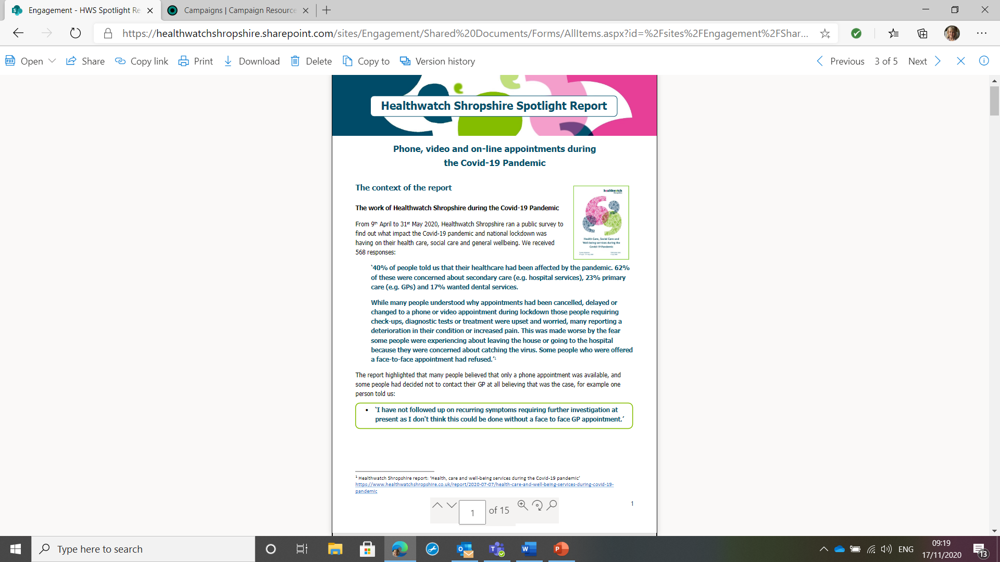 Engagement - HWS Spotlight Re
Campaigns | Campaign Resource
https://healthwatchshropshire.sharepoint.com/sites/Engagement/Shared%20Documents/Forms/AllItems.aspx?id=%2Fsites%2FEngagement%2FShar...
Open Share Copy link Print Download Delete Copy to Version history Previous 3 of 5 Next
Healthwatch Shropshire Spotlight Report
Phone, video and on-line appointments during
the Covid-19 Pandemic
The context of the report
healthwatch
Shropshire
Health Care, Social Care and
Well-being services during the
Covid-19 Pandemic
The work of Healthwatch Shropshire during the Covid-19 Pandemic
From 9th April to 31st May 2020, Healthwatch Shropshire ran a public survey to
find out what impact the Covid-19 pandemic and national lockdown was
having on their health care, social care and general wellbeing. We received
568 responses:
‘40% of people told us that their healthcare had been affected by the pandemic. 62%
of these were concerned about secondary care (e.g. hospital services), 23% primary
care (e.g. GPs) and 17% wanted dental services.
While many people understood why appointments had been cancelled, delayed or
changed to a phone or video appointment during lockdown those people requiring
check-ups, diagnostic tests or treatment were upset and worried, many reporting a
deterioration in their condition or increased pain. This was made worse by the fear
some people were experiencing about leaving the house or going to the hospital
because they were concerned about catching the virus. Some people who were offered
a face-to-face appointment had refused.’1
The report highlighted that many people believed that only a phone appointment was available, and
some people had decided not to contact their GP at all believing that was the case, for example one
person told us:
• ‘I have not followed up on recurring symptoms requiring further investigation at
present as I don't think this could be done without a face to face GP appointment.’
1 Healthwatch Shropshire report: ‘Health, care and well-being services during the Covid-19 pandemic’
https://www.healthwatchshropshire.co.uk/report/2020-07-07/health-care-and-well-being-services-during-covid-19-
pandemic
1
1 of 15
Type here to search
ENG
09:19
17/11/2020
13